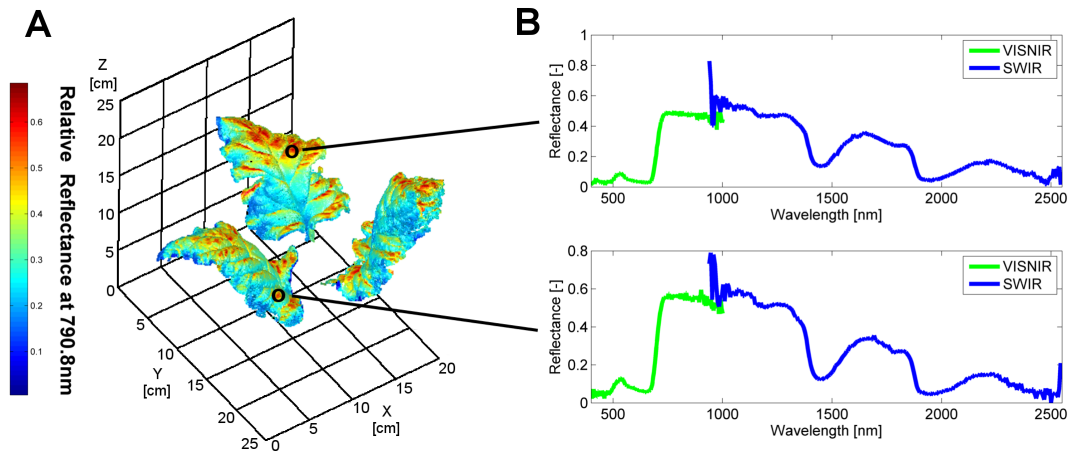 A
Z
[cm]
25
20
15
10
5
0
5
10
15
20
25
Y
[cm]
0
5
10
15
20
X
[cm]
0.6
0.5
0.4
0.3
0.2
0.1
Relative Reflectance at 790.8nm
B
1
0.8
0.6
0.4
0.2
0
Reflectance [-]
VISNIR
SWIR
500 1000 1500 2000 2500
Wavelength [nm]
0.8
0.6
0.4
0.2
0
Reflectance [-]
VISNIR
SWIR
500 1000 1500 2000 2500
Wavelength [nm]